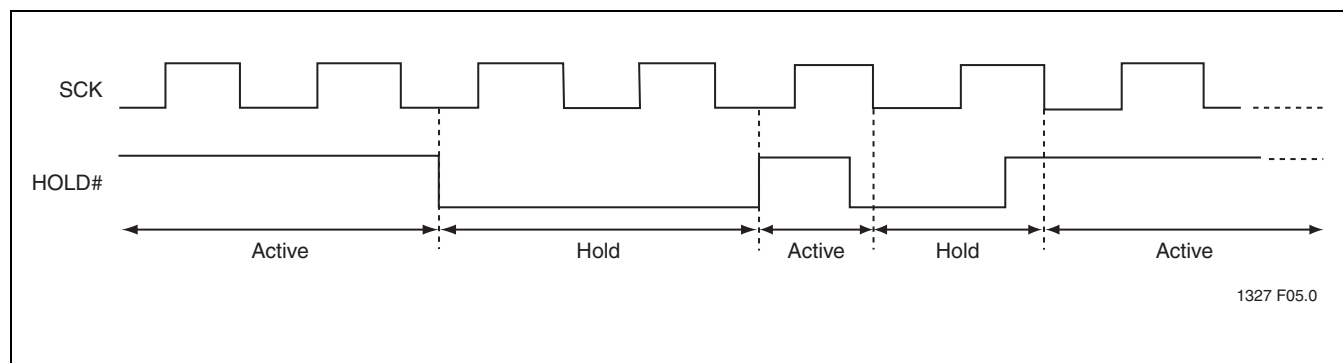 SCK
HOLD#
Active Hold Active Hold Active
1327 F05.0